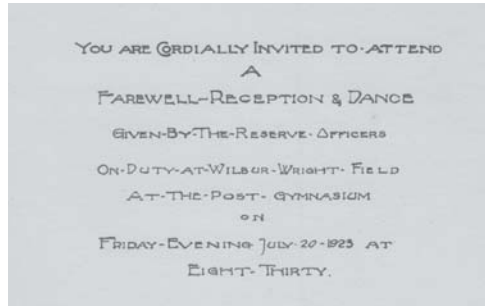 YOU ARE CORDIALLY INVITED TO·ATTEND
A
FAREWELL-RECEPTION & DANCE
GIVEN-BY-THE-RESERVE-OFFICERS
ON-DUTY-AT-WILBUR-WRIGHT-FIELD
AT-THE-POST-GYMNASIUM
ON
FRIDAY-EVENING JULY-20-1923 AT
EIGHT-THIRTY.